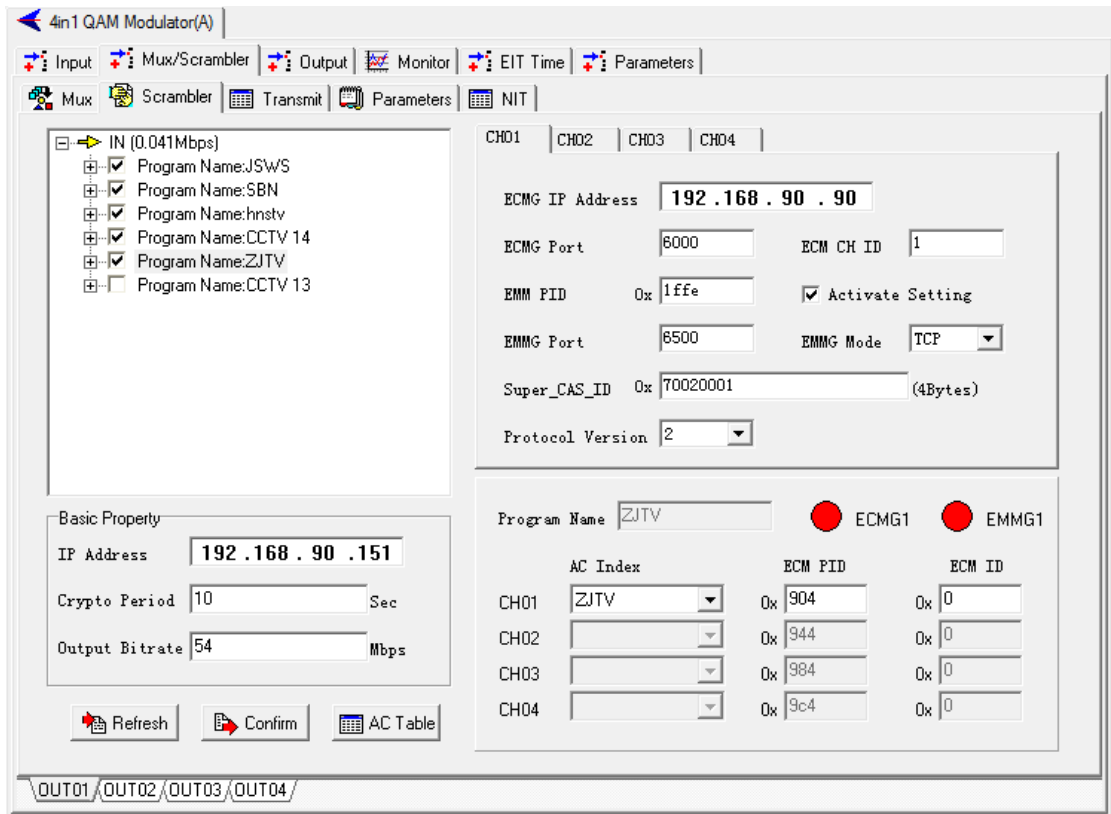 4in1 QAM Modulator(A)
Input Mux/Scrambler Output Monitor EIT Time Parameters
Mux Scrambler Transmit Parameters NIT
IN (0.041Mbps)
Program Name:JSWS
Program Name:SBN
Program Name:hnstv
Program Name:CCTV 14
Program Name:ZJTV
Program Name:CCTV 13
Basic Property
IP Address 192 .168 . 90 .151
Crypto Period 10 Sec
Output Bitrate 54 Mbps
Refresh Confirm AC Table
CH01 CH02 CH03 CH04
ECMG IP Address 192 .168 . 90 . 90
ECMG Port 6000 ECM CH ID 1
EMM PID 0x 1ffe Activate Setting
EMMG Port 6500 EMMG Mode TCP
Super_CAS_ID 0x 70020001 (4Bytes)
Protocol Version 2
Program Name ZJTV ECMG1 EMMG1
AC Index ECM PID ECM ID
CH01 ZJTV 0x 904 0x 0
CH02 0x 944 0x 0
CH03 0x 984 0x 0
CH04 0x 9c4 0x 0
OUT01 OUT02 OUT03 OUT04